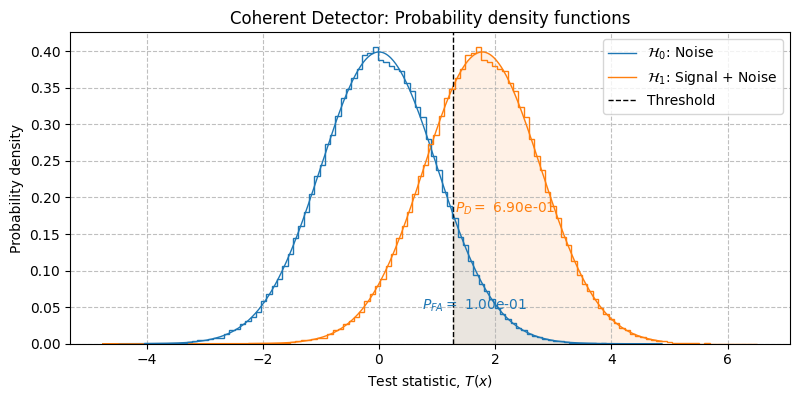 Coherent Detector: Probability density functions
Probability density
0.40
0.35
0.30
0.25
0.20
0.15
0.10
0.05
0.00
ℋ₀: Noise
ℋ₁: Signal + Noise
Threshold
P_D = 6.90e-01
P_FA = 1.00e-01
−4 −2 0 2 4 6
Test statistic, T(x)